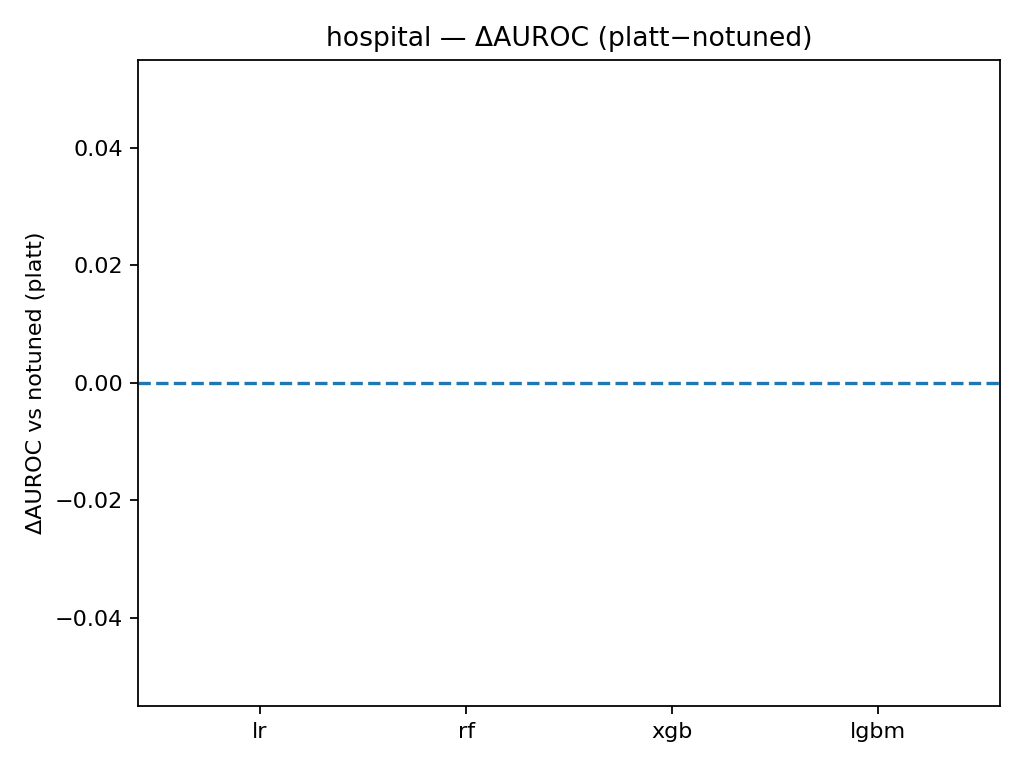 hospital — ΔAUROC (platt−notuned)
ΔAUROC vs notuned (platt)
0.04
0.02
0.00
−0.02
−0.04
lr rf xgb lgbm